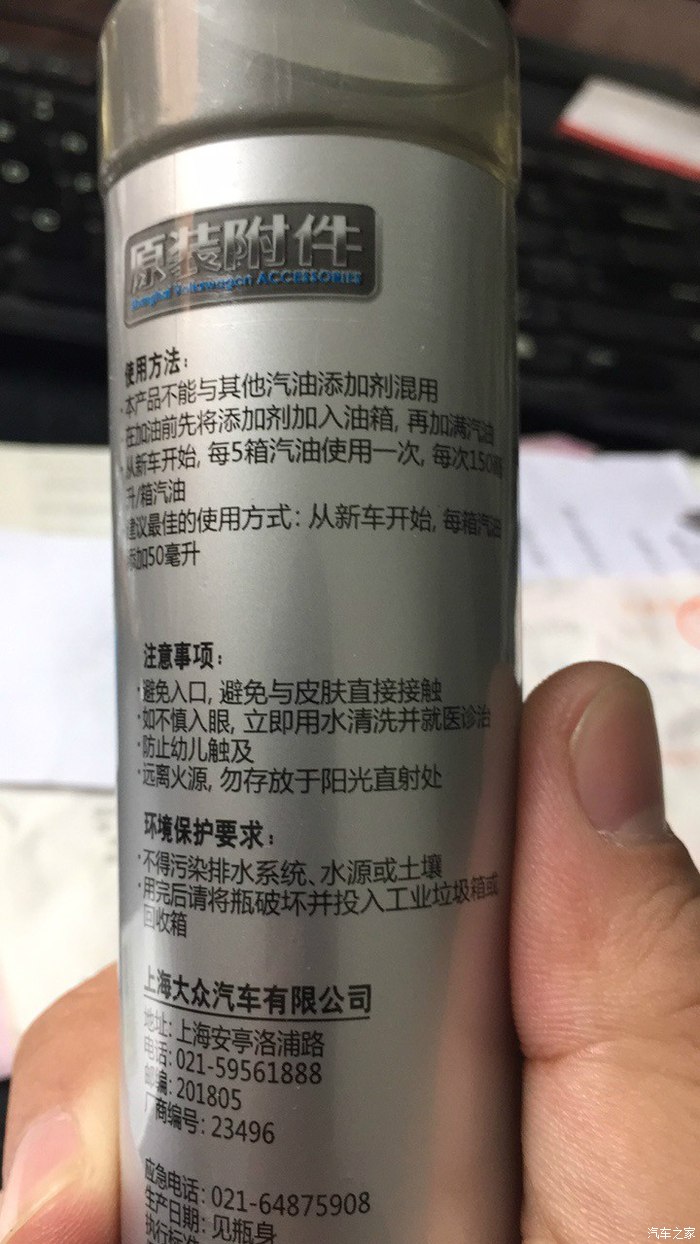 原装附件
Shanghai Volkswagen ACCESSORIES
使用方法：
·本产品不能与其他汽油添加剂混用
在加油前先将添加剂加入油箱, 再加满汽油
从新车开始, 每5箱汽油使用一次, 每次150毫
升/箱汽油
建议最佳的使用方式：从新车开始, 每箱汽油
添加50毫升
注意事项：
·避免入口, 避免与皮肤直接接触
·如不慎入眼, 立即用水清洗并就医诊治
·防止幼儿触及
·远离火源, 勿存放于阳光直射处
环境保护要求：
·不得污染排水系统、水源或土壤
·用完后请将瓶破坏并投入工业垃圾箱或
回收箱
上海大众汽车有限公司
地址: 上海安亭洛浦路
电话: 021-59561888
邮编: 201805
厂商编号: 23496
应急电话: 021-64875908
生产日期: 见瓶身
执行标准
汽车之家